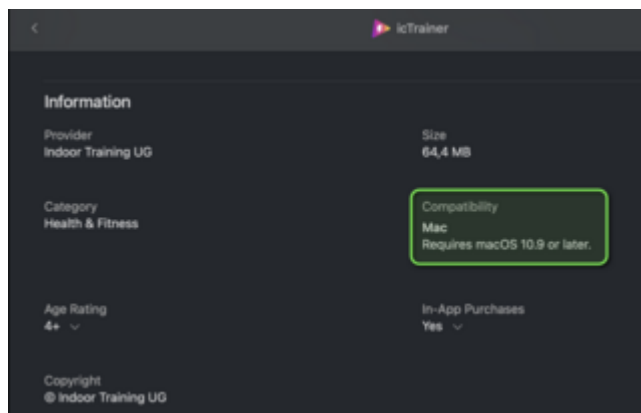 icTrainer
Information
Provider
Indoor Training UG
Size
64,4 MB
Category
Health & Fitness
Compatibility
Mac
Requires macOS 10.9 or later.
Age Rating
4+
In-App Purchases
Yes
Copyright
© Indoor Training UG